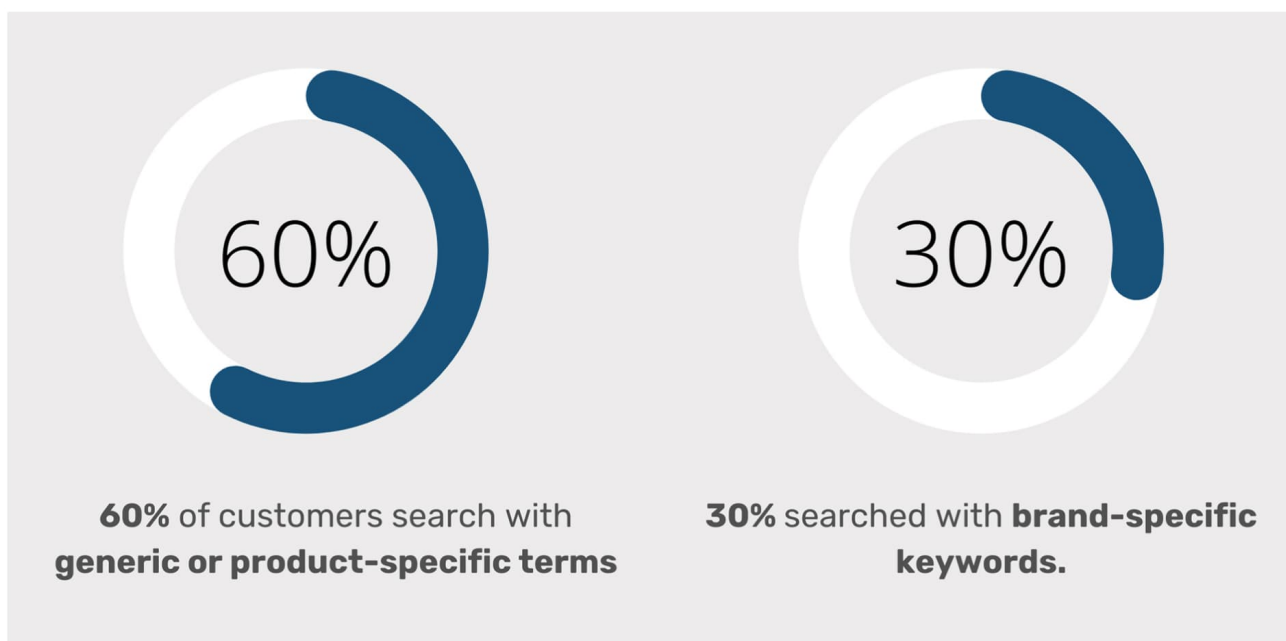 60%
30%
60% of customers search with
generic or product-specific terms
30% searched with brand-specific
keywords.